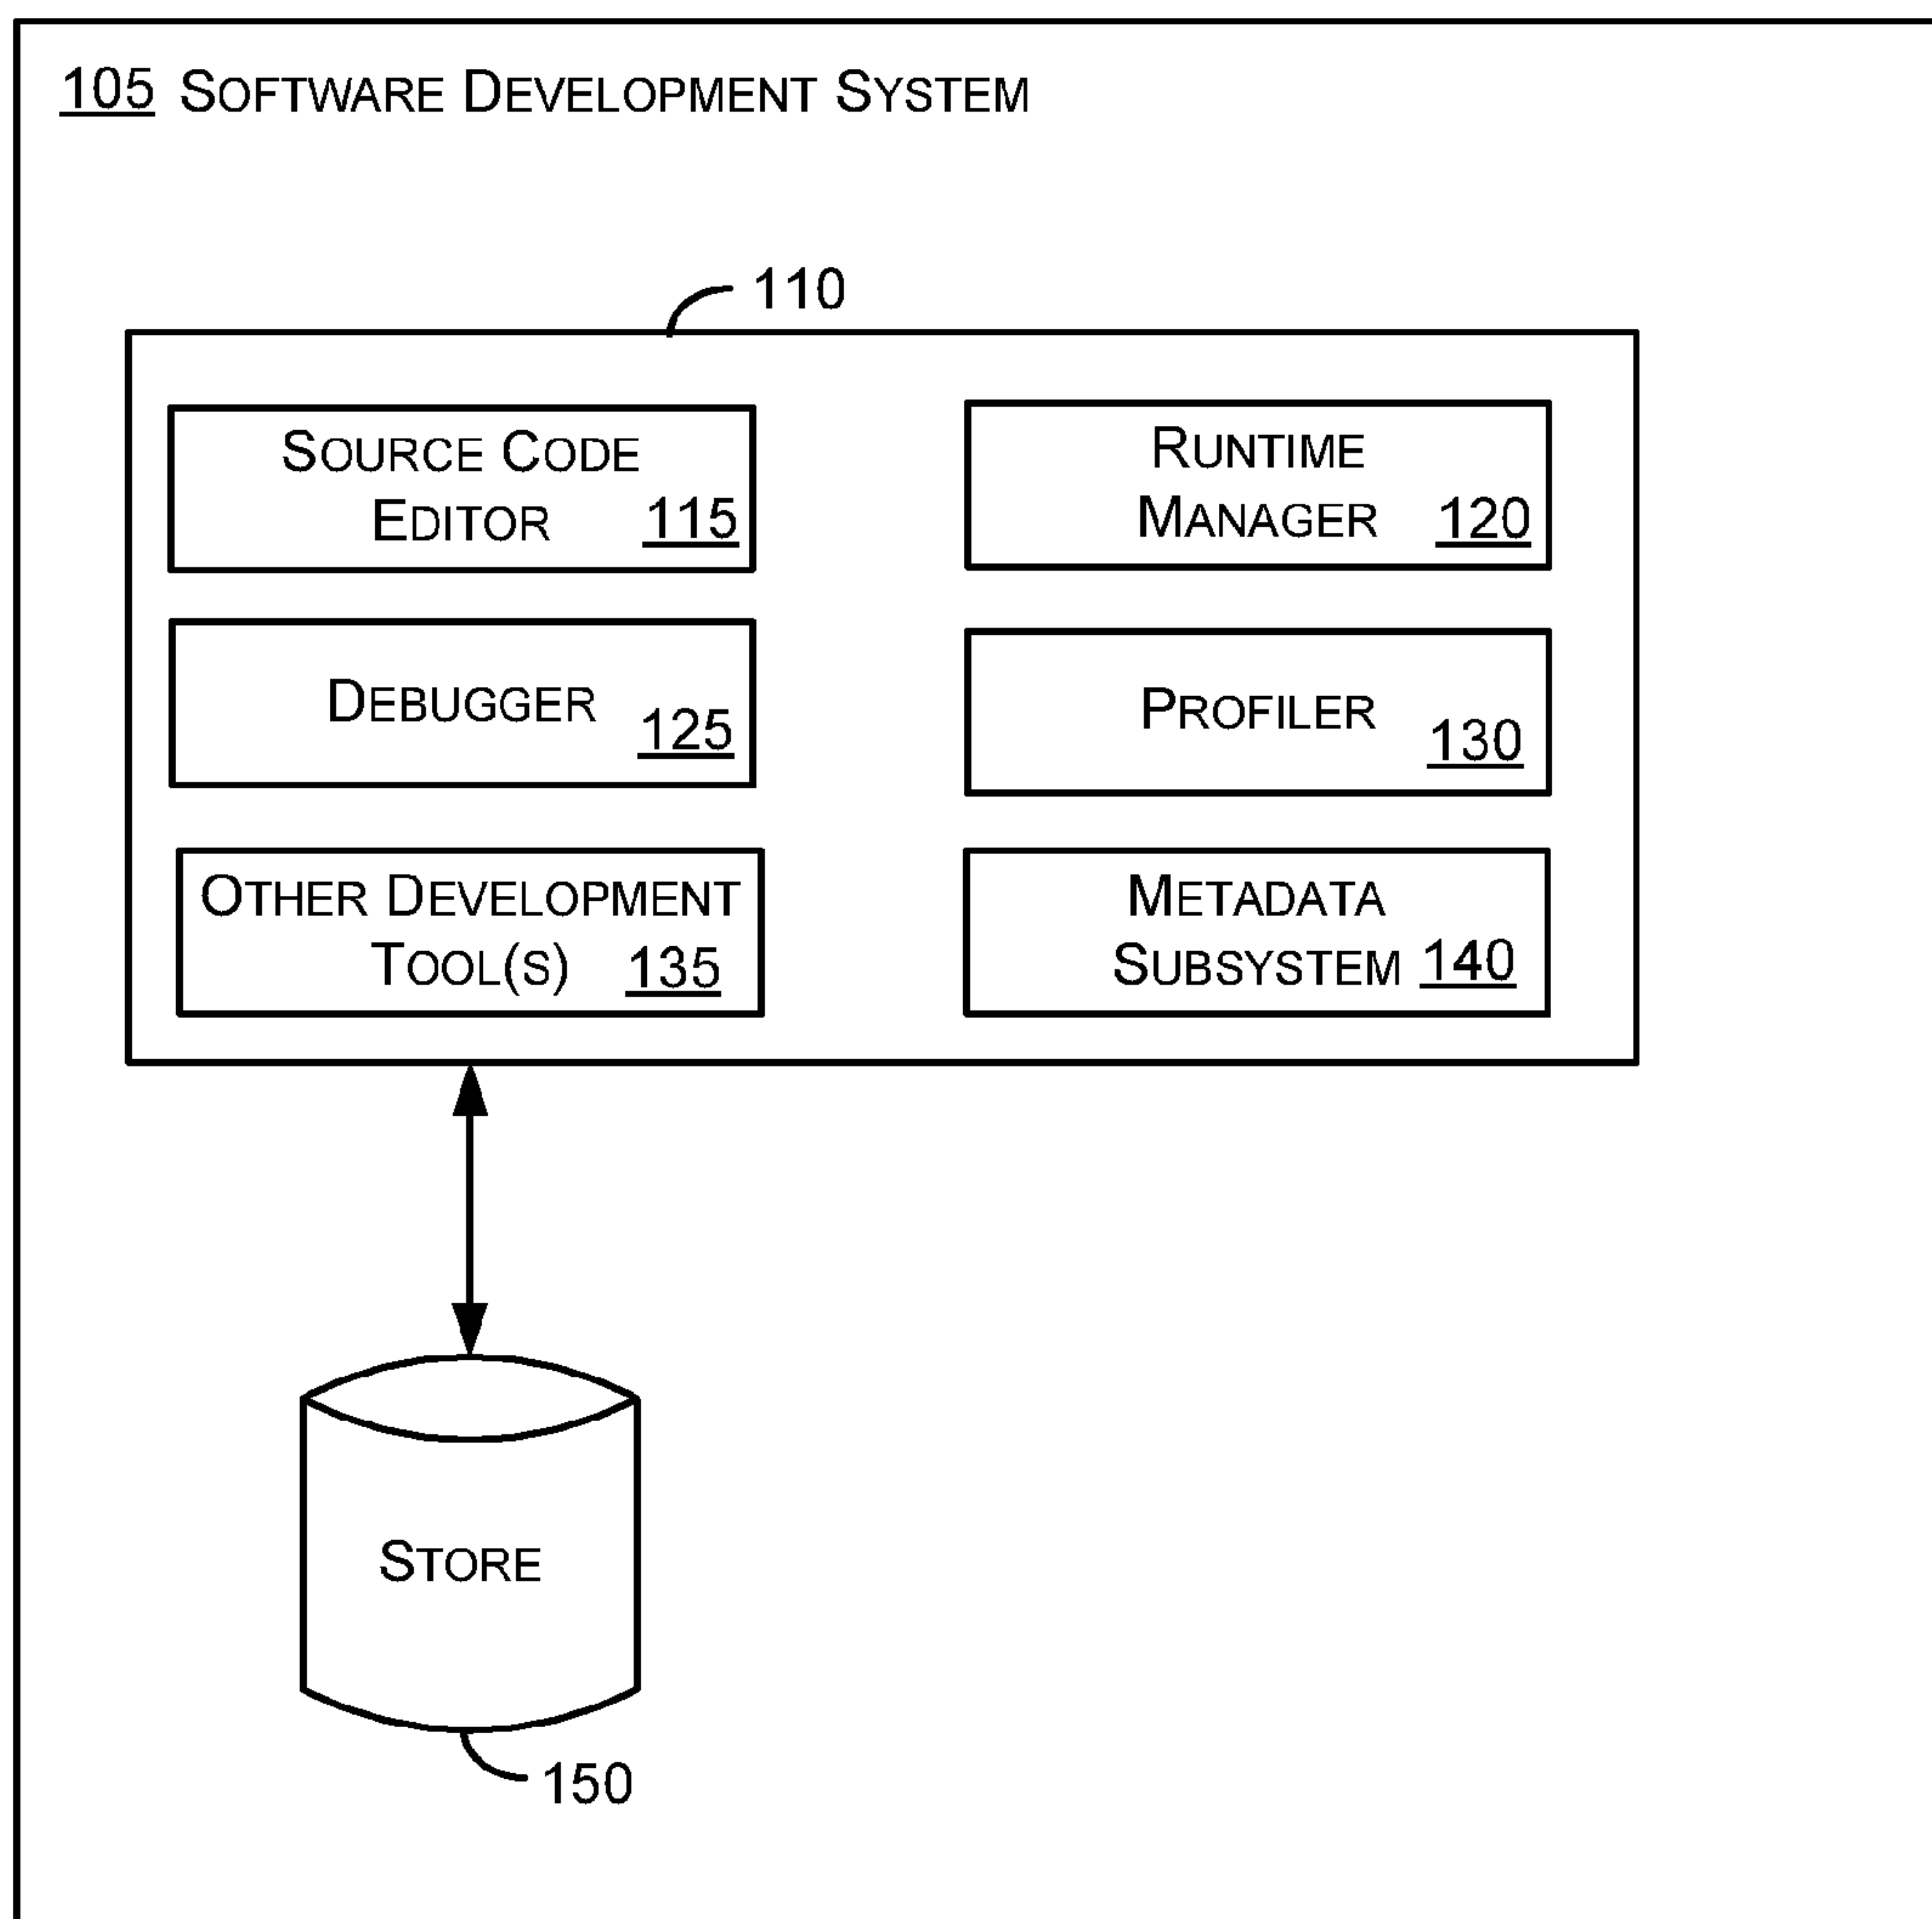 105 SOFTWARE DEVELOPMENT SYSTEM
110
SOURCE CODE
EDITOR 115
RUNTIME
MANAGER 120
DEBUGGER 125
PROFILER 130
OTHER DEVELOPMENT
TOOL(S) 135
METADATA
SUBSYSTEM 140
STORE
150